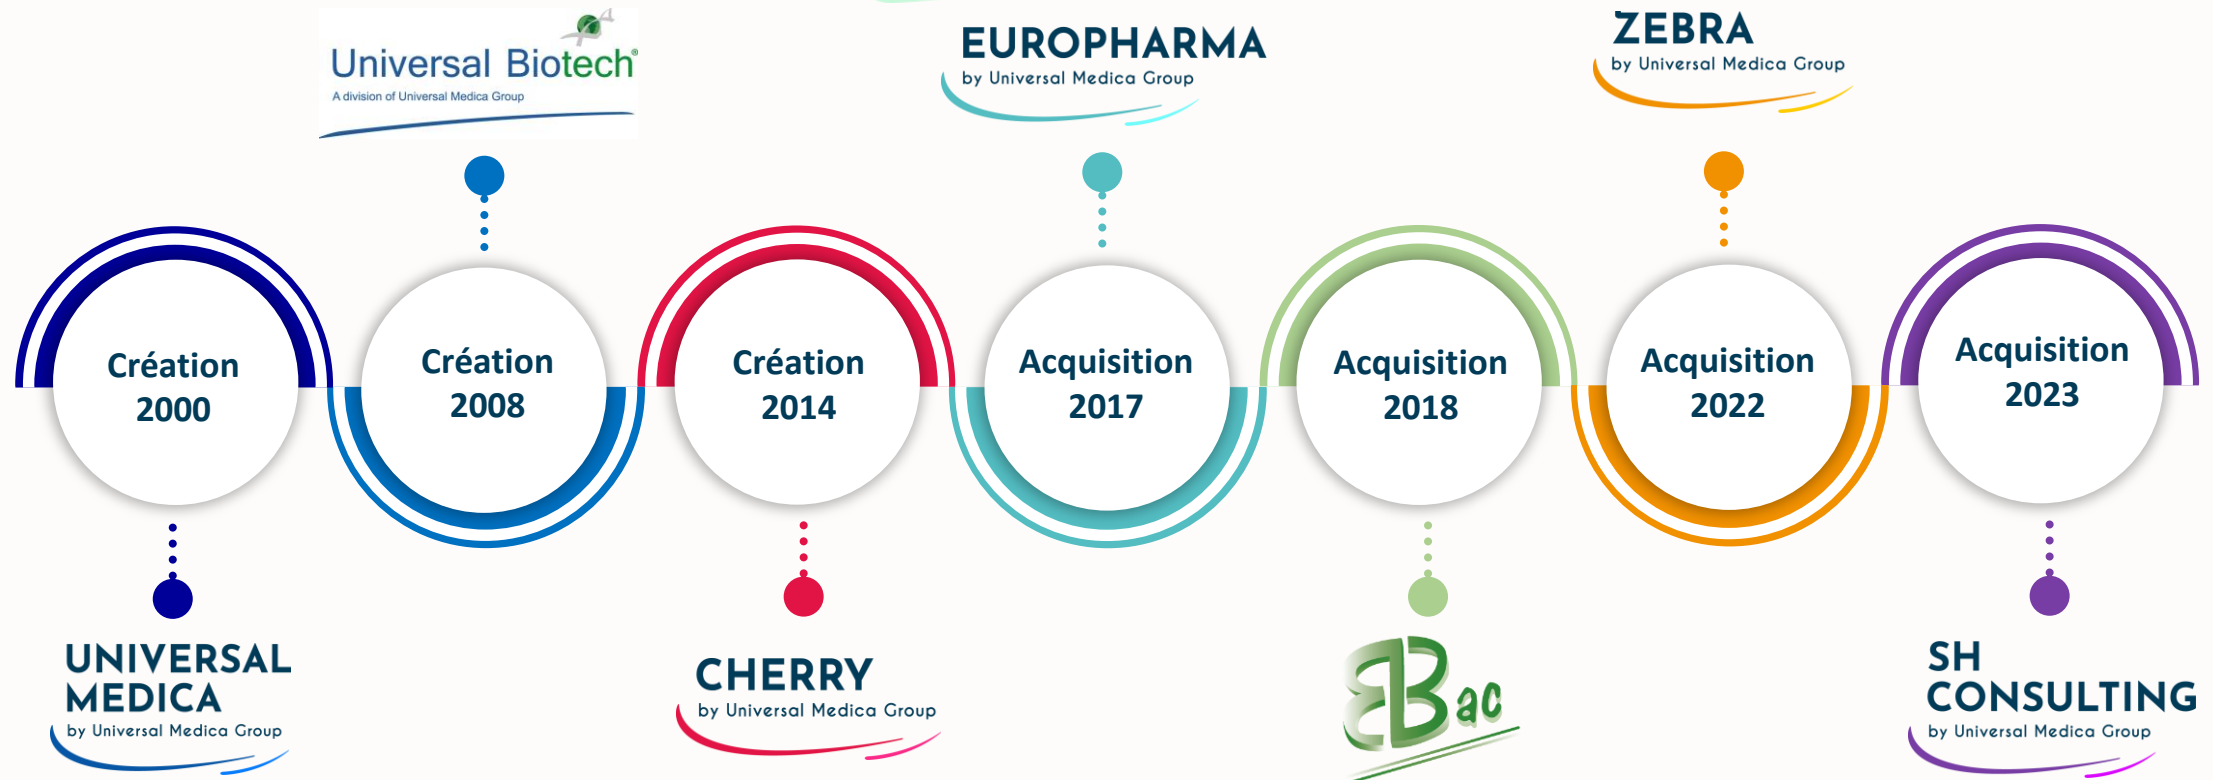 Universal Biotech®
A division of Universal Medica Group
EUROPHARMA
by Universal Medica Group
ZEBRA
by Universal Medica Group
Création
2000
Création
2008
Création
2014
Acquisition
2017
Acquisition
2018
Acquisition
2022
Acquisition
2023
UNIVERSAL
MEDICA
by Universal Medica Group
CHERRY
by Universal Medica Group
Bac
SH
CONSULTING
by Universal Medica Group